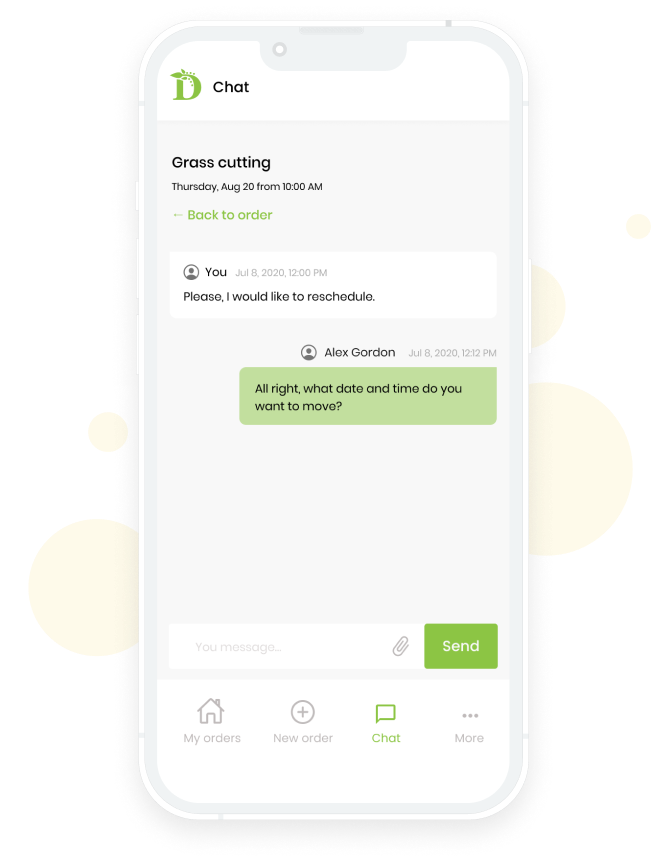 D Chat
Grass cutting
Thursday, Aug 20 from 10:00 AM
← Back to order
You Jul 8, 2020, 12:00 PM
Please, I would like to reschedule.
Alex Gordon Jul 8, 2020, 12:12 PM
All right, what date and time do you
want to move?
You message...
Send
My orders New order Chat More